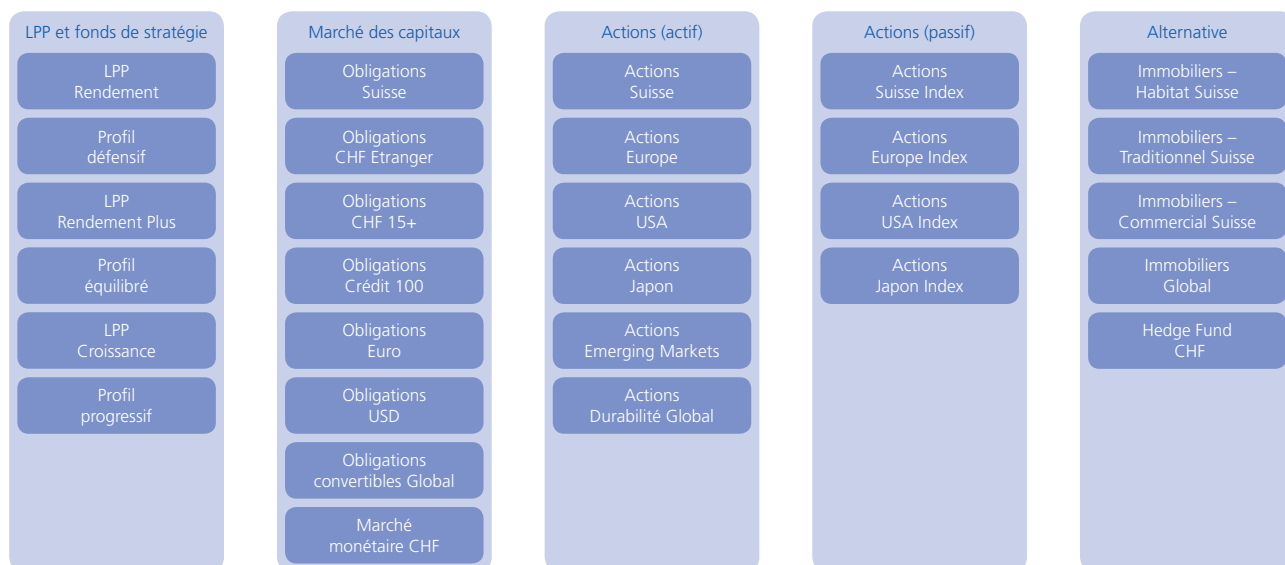 LPP et fonds de stratégie
LPP
Rendement
Profil
défensif
LPP
Rendement Plus
Profil
équilibré
LPP
Croissance
Profil
progressif
Marché des capitaux
Obligations
Suisse
Obligations
CHF Etranger
Obligations
CHF 15+
Obligations
Crédit 100
Obligations
Euro
Obligations
USD
Obligations
convertibles Global
Marché
monétaire CHF
Actions (actif)
Actions
Suisse
Actions
Europe
Actions
USA
Actions
Japon
Actions
Emerging Markets
Actions
Durabilité Global
Actions (passif)
Actions
Suisse Index
Actions
Europe Index
Actions
USA Index
Actions
Japon Index
Alternative
Immobiliers –
Habitat Suisse
Immobiliers –
Traditionnel Suisse
Immobiliers –
Commercial Suisse
Immobiliers
Global
Hedge Fund
CHF